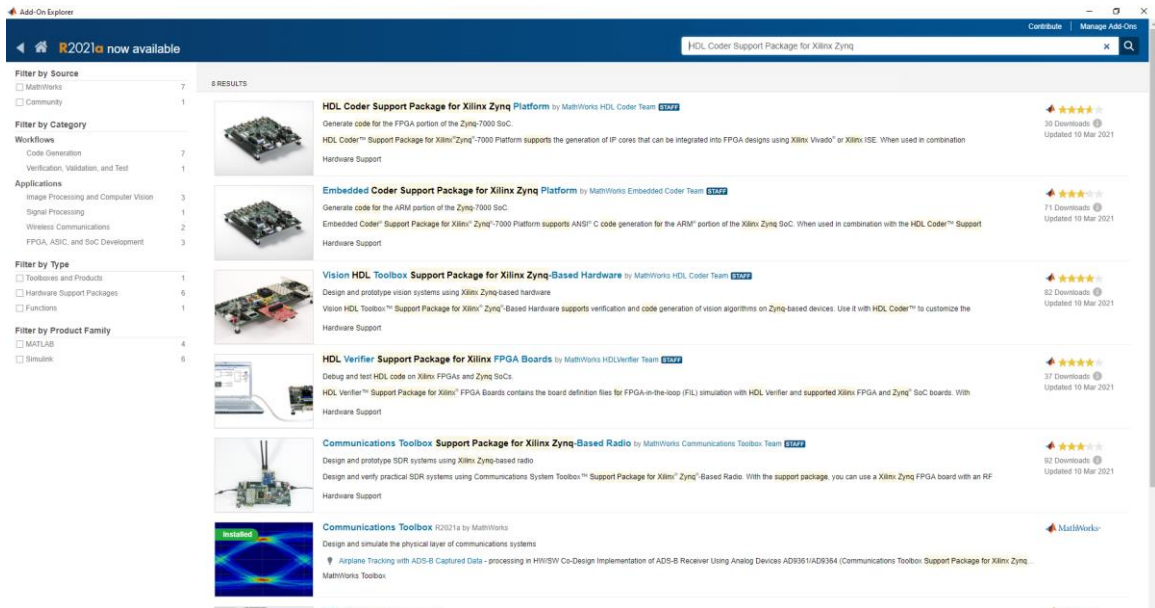 Add-On Explorer
Contribute | Manage Add-Ons
R2021a now available
HDL Coder Support Package for Xilinx Zynq
Filter by Source
MathWorks 7
Community 1
Filter by Category
Workflows
Code Generation 7
Verification, Validation, and Test 1
Applications
Image Processing and Computer Vision 3
Signal Processing 1
Wireless Communications 2
FPGA, ASIC, and SoC Development 3
Filter by Type
Toolboxes and Products 1
Hardware Support Packages 6
Functions 1
Filter by Product Family
MATLAB 4
Simulink 6
8 RESULTS
HDL Coder Support Package for Xilinx Zynq Platform by MathWorks HDL Coder Team STAFF
Generate code for the FPGA portion of the Zynq-7000 SoC.
HDL Coder™ Support Package for Xilinx® Zynq®-7000 Platform supports the generation of IP cores that can be integrated into FPGA designs using Xilinx Vivado® or Xilinx ISE. When used in combination
Hardware Support
38 Downloads
Updated 10 Mar 2021
Embedded Coder Support Package for Xilinx Zynq Platform by MathWorks Embedded Coder Team STAFF
Generate code for the ARM portion of the Zynq-7000 SoC.
Embedded Coder® Support Package for Xilinx® Zynq®-7000 Platform supports ANSI® C code generation for the ARM® portion of the Xilinx Zynq SoC. When used in combination with the HDL Coder™ Support
Hardware Support
71 Downloads
Updated 10 Mar 2021
Vision HDL Toolbox Support Package for Xilinx Zynq-Based Hardware by MathWorks HDL Coder Team STAFF
Design and prototype vision systems using Xilinx Zynq-based hardware
Vision HDL Toolbox™ Support Package for Xilinx® Zynq®-Based Hardware supports verification and code generation of vision algorithms on Zynq-based devices. Use it with HDL Coder™ to customize the
Hardware Support
82 Downloads
Updated 10 Mar 2021
HDL Verifier Support Package for Xilinx FPGA Boards by MathWorks HDLVerifier Team STAFF
Debug and test HDL code on Xilinx FPGAs and Zynq SoCs.
HDL Verifier™ Support Package for Xilinx® FPGA Boards contains the board definition files for FPGA-in-the-loop (FIL) simulation with HDL Verifier and supported Xilinx FPGA and Zynq® SoC boards. With
Hardware Support
37 Downloads
Updated 10 Mar 2021
Communications Toolbox Support Package for Xilinx Zynq-Based Radio by MathWorks Communications Toolbox Team STAFF
Design and prototype SDR systems using Xilinx Zynq-based radio
Design and verify practical SDR systems using Communications System Toolbox™ Support Package for Xilinx® Zynq®-Based Radio. With the support package, you can use a Xilinx Zynq FPGA board with an RF
Hardware Support
92 Downloads
Updated 10 Mar 2021
Installed
Communications Toolbox R2021a by MathWorks
MathWorks
Design and simulate the physical layer of communications systems
Airplane Tracking with ADS-B Captured Data - processing in HW/SW Co-Design Implementation of ADS-B Receiver Using Analog Devices AD9361/AD9364 (Communications Toolbox Support Package for Xilinx Zynq...
MathWorks Toolbox